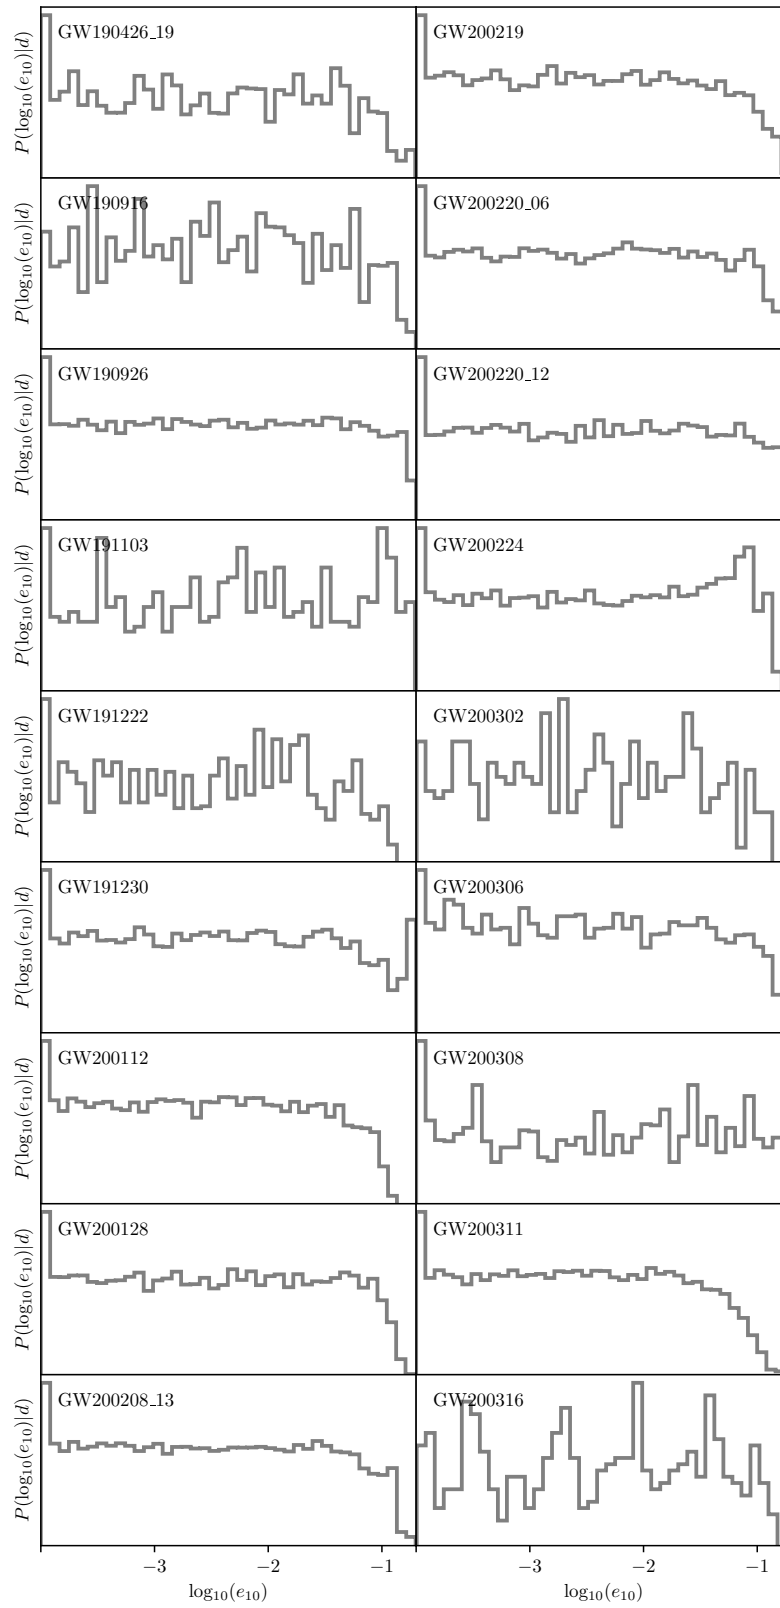 P(log10(e10)|d) GW190426_19 GW200219
P(log10(e10)|d) GW190916 GW200220_06
P(log10(e10)|d) GW190926 GW200220_12
P(log10(e10)|d) GW191103 GW200224
P(log10(e10)|d) GW191222 GW200302
P(log10(e10)|d) GW191230 GW200306
P(log10(e10)|d) GW200112 GW200308
P(log10(e10)|d) GW200128 GW200311
P(log10(e10)|d) GW200208_13 GW200316
−3 −2 −1 −3 −2 −1
log10(e10) log10(e10)